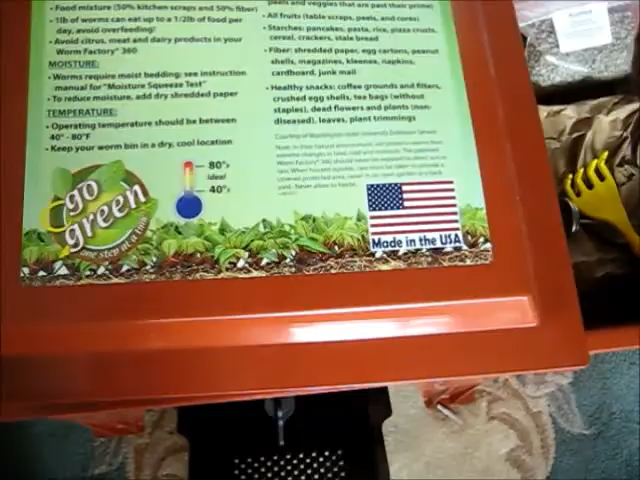 • Food mixture (50% kitchen scraps and 50% fiber)
• 1lb of worms can eat up to 1/2lb of food per
day, avoid overfeeding!
• Avoid citrus, meat and dairy products in your
Worm Factory® 360
MOISTURE:
• Worms require moist bedding: see instruction
manual for "Moisture Squeeze Test"
• To reduce moisture, add dry shredded paper
TEMPERATURE:
• Operating temperature should be between
40° - 80°F
• Keep your worm bin in a dry, cool location
peels and veggies that are past their prime)
• All fruits (table scraps, peels, and cores)
• Starches: pancakes, pasta, rice, pizza crusts,
cereal, crackers, stale bread
• Fiber: shredded paper, egg cartons, peanut
shells, magazines, kleenex, napkins,
cardboard, junk mail
• Healthy snacks: coffee grounds and filters,
crushed egg shells, tea bags (without
staples), dead flowers and plants (non-
diseased), leaves, plant trimmings
80°F
ideal
40°F
go
green
one step at a time
Made in the USA